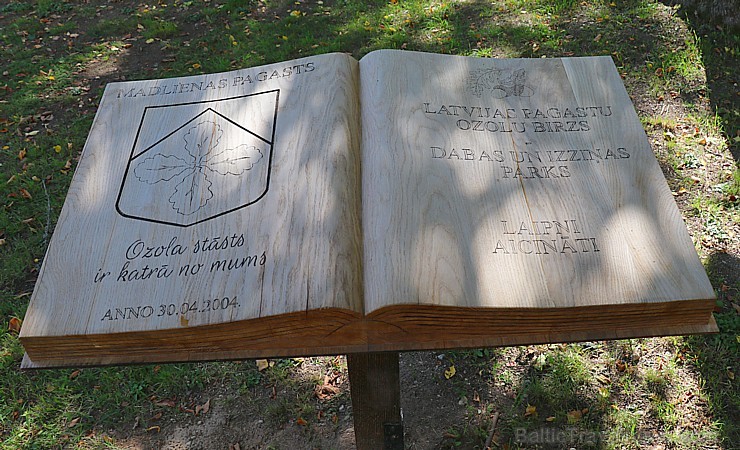 MADLIENAS PAGASTS
Ozola stāsts
ir katrā no mums
ANNO 30.04.2004.
LATVIJAS PAGASTU
OZOLU BIRZS
-
DABAS UN IZZIŅAS
PARKS
LAIPNI
AICINĀTI